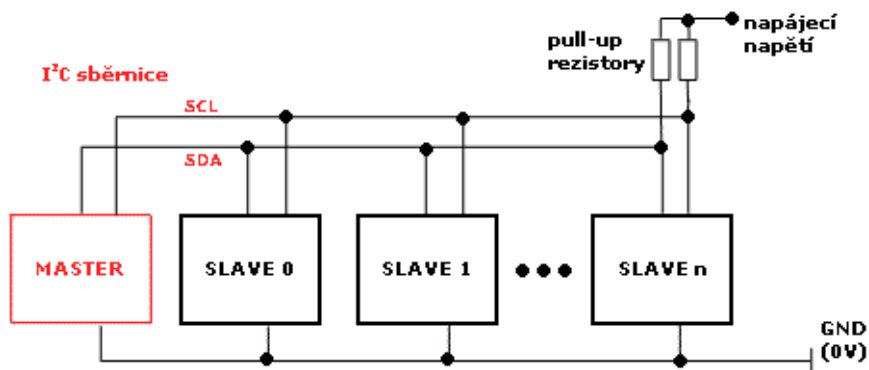 napájecí
napětí
pull-up
rezistory
I²C sběrnice
SCL
SDA
MASTER
SLAVE 0
SLAVE 1
SLAVE n
GND
(0V)